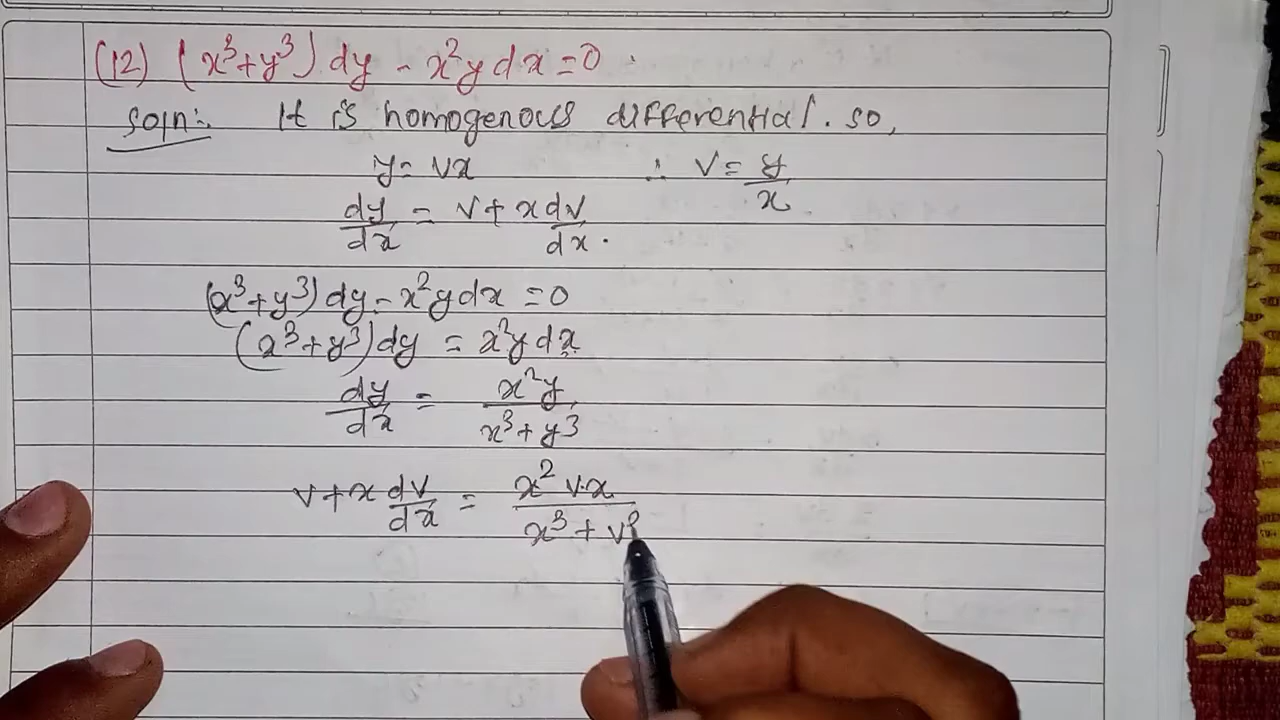 (12) (x³+y³) dy - x²y dx = 0
Soln:- It is homogenous differential. so,
y = vx ∴ v = y/x
dy/dx = v + x dv/dx.
(x³+y³) dy - x²y dx = 0
(x³+y³) dy = x²y dx
dy/dx = x²y/x³+y³
v + x dv/dx = x² v.x/x³ + v³